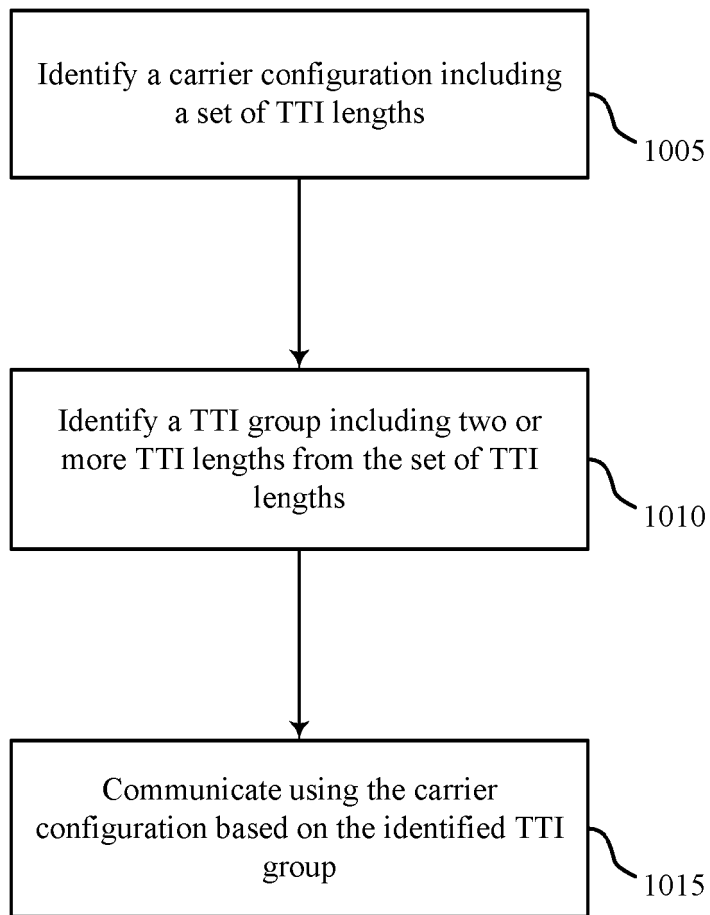 Identify a carrier configuration including
a set of TTI lengths
1005
Identify a TTI group including two or
more TTI lengths from the set of TTI
lengths
1010
Communicate using the carrier
configuration based on the identified TTI
group
1015